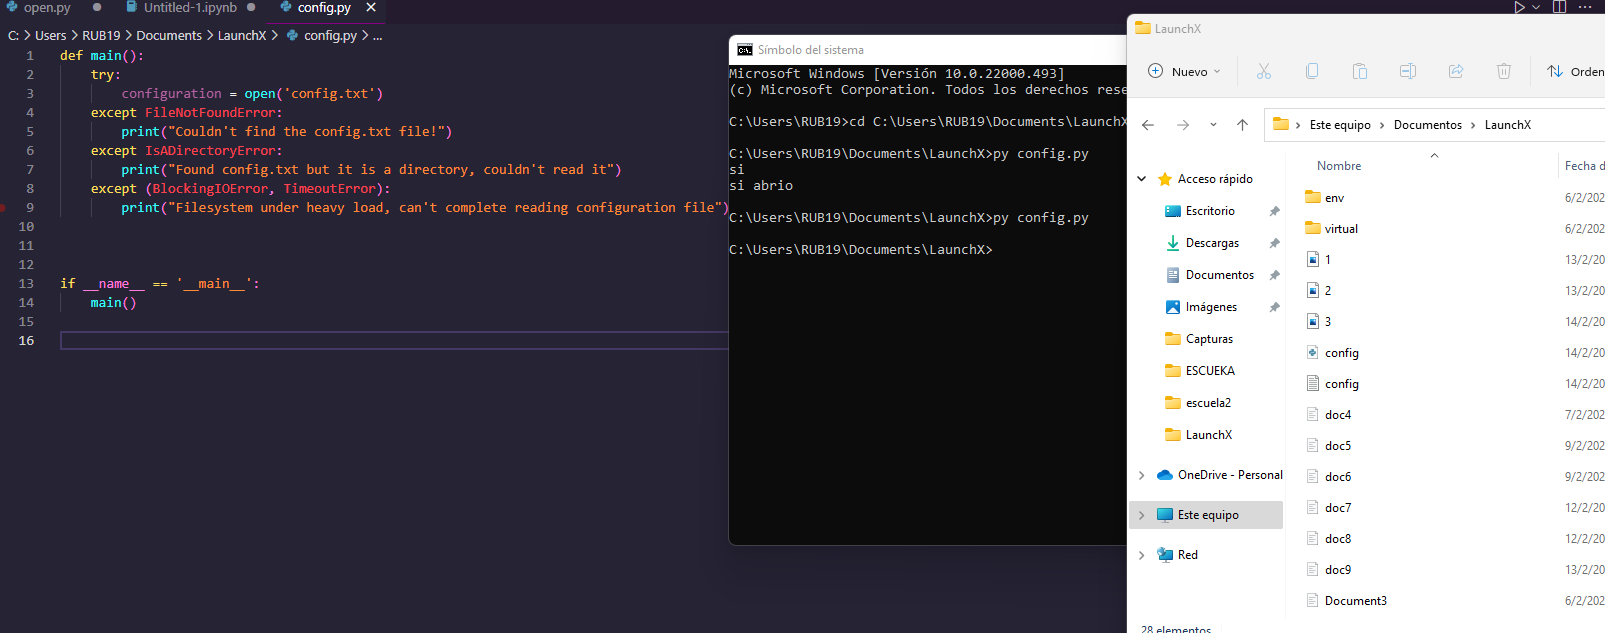 open.py
Untitled-1.ipynb
config.py
C: > Users > RUB19 > Documents > LaunchX > config.py > ...
1 def main():
2 try:
3 configuration = open('config.txt')
4 except FileNotFoundError:
5 print("Couldn't find the config.txt file!")
6 except IsADirectoryError:
7 print("Found config.txt but it is a directory, couldn't read it")
8 except (BlockingIOError, TimeoutError):
9 print("Filesystem under heavy load, can't complete reading configuration file")
10
11
12
13 if __name__ == '__main__':
14 main()
15
16
Símbolo del sistema
Microsoft Windows [Versión 10.0.22000.493]
(c) Microsoft Corporation. Todos los derechos rese
C:\Users\RUB19>cd C:\Users\RUB19\Documents\LaunchX
C:\Users\RUB19\Documents\LaunchX>py config.py
si
si abrio
C:\Users\RUB19\Documents\LaunchX>py config.py
C:\Users\RUB19\Documents\LaunchX>
LaunchX
Nuevo
Orden
Este equipo > Documentos > LaunchX
Acceso rápido
Escritorio
Descargas
Documentos
Imágenes
Capturas
ESCUEKA
escuela2
LaunchX
OneDrive - Personal
Este equipo
Red
Nombre Fecha d
env 6/2/202
virtual 6/2/202
1 13/2/20
2 13/2/20
3 14/2/20
config 14/2/20
config 14/2/20
doc4 7/2/202
doc5 9/2/202
doc6 9/2/202
doc7 12/2/20
doc8 12/2/20
doc9 13/2/20
Document3 6/2/202
28 elementos